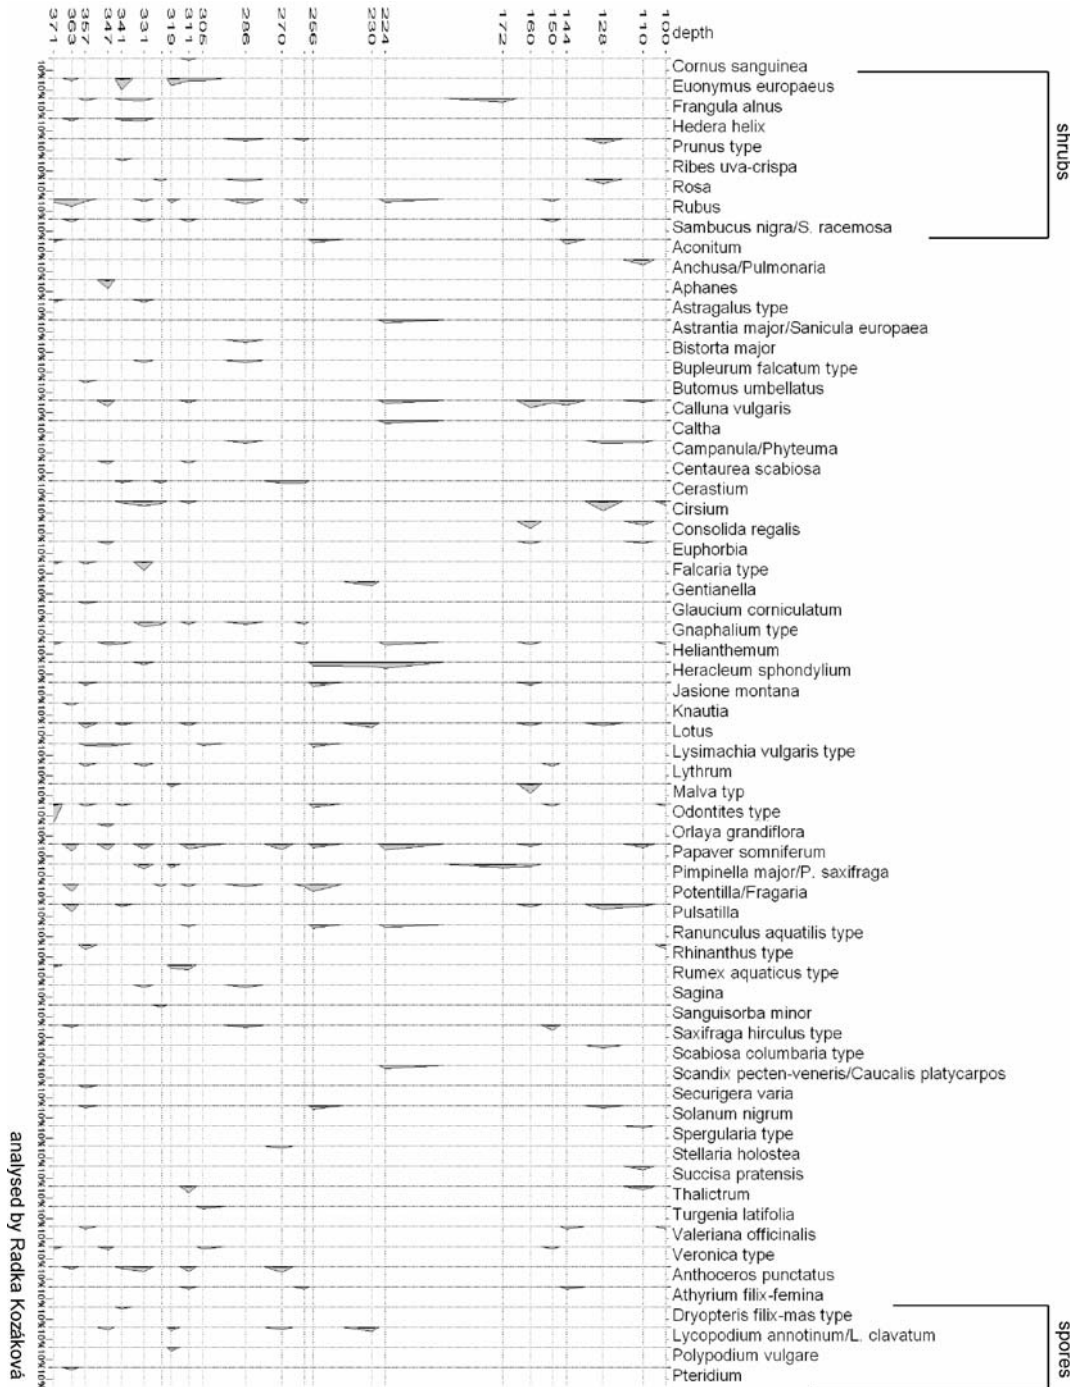 371 363 357 347 341 331 319 311 305 286 270 256 230 224 172 160 150 144 128 110 100 depth
Cornus sanguinea
Euonymus europaeus
Frangula alnus
Hedera helix
Prunus type
Ribes uva-crispa
Rosa
Rubus
Sambucus nigra/S. racemosa
shrubs
Aconitum
Anchusa/Pulmonaria
Aphanes
Astragalus type
Astrantia major/Sanicula europaea
Bistorta major
Bupleurum falcatum type
Butomus umbellatus
Calluna vulgaris
Caltha
Campanula/Phyteuma
Centaurea scabiosa
Cerastium
Cirsium
Consolida regalis
Euphorbia
Falcaria type
Gentianella
Glaucium corniculatum
Gnaphalium type
Helianthemum
Heracleum sphondylium
Jasione montana
Knautia
Lotus
Lysimachia vulgaris type
Lythrum
Malva typ
Odontites type
Orlaya grandiflora
Papaver somniferum
Pimpinella major/P. saxifraga
Potentilla/Fragaria
Pulsatilla
Ranunculus aquatilis type
Rhinanthus type
Rumex aquaticus type
Sagina
Sanguisorba minor
Saxifraga hirculus type
Scabiosa columbaria type
Scandix pecten-veneris/Caucalis platycarpos
Securigera varia
Solanum nigrum
Spergularia type
Stellaria holostea
Succisa pratensis
Thalictrum
Turgenia latifolia
Valeriana officinalis
Veronica type
Anthoceros punctatus
Athyrium filix-femina
Dryopteris filix-mas type
Lycopodium annotinum/L. clavatum
Polypodium vulgare
Pteridium
spores
analysed by Radka Kozáková